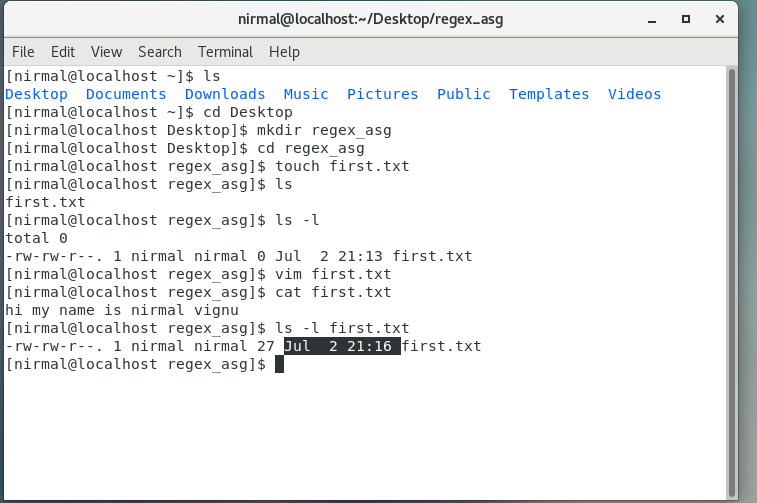 nirmal@localhost:~/Desktop/regex_asg
File Edit View Search Terminal Help
[nirmal@localhost ~]$ ls
Desktop  Documents  Downloads  Music  Pictures  Public  Templates  Videos
[nirmal@localhost ~]$ cd Desktop
[nirmal@localhost Desktop]$ mkdir regex_asg
[nirmal@localhost Desktop]$ cd regex_asg
[nirmal@localhost regex_asg]$ touch first.txt
[nirmal@localhost regex_asg]$ ls
first.txt
[nirmal@localhost regex_asg]$ ls -l
total 0
-rw-rw-r--. 1 nirmal nirmal 0 Jul  2 21:13 first.txt
[nirmal@localhost regex_asg]$ vim first.txt
[nirmal@localhost regex_asg]$ cat first.txt
hi my name is nirmal vignu
[nirmal@localhost regex_asg]$ ls -l first.txt
-rw-rw-r--. 1 nirmal nirmal 27 Jul  2 21:16 first.txt
[nirmal@localhost regex_asg]$